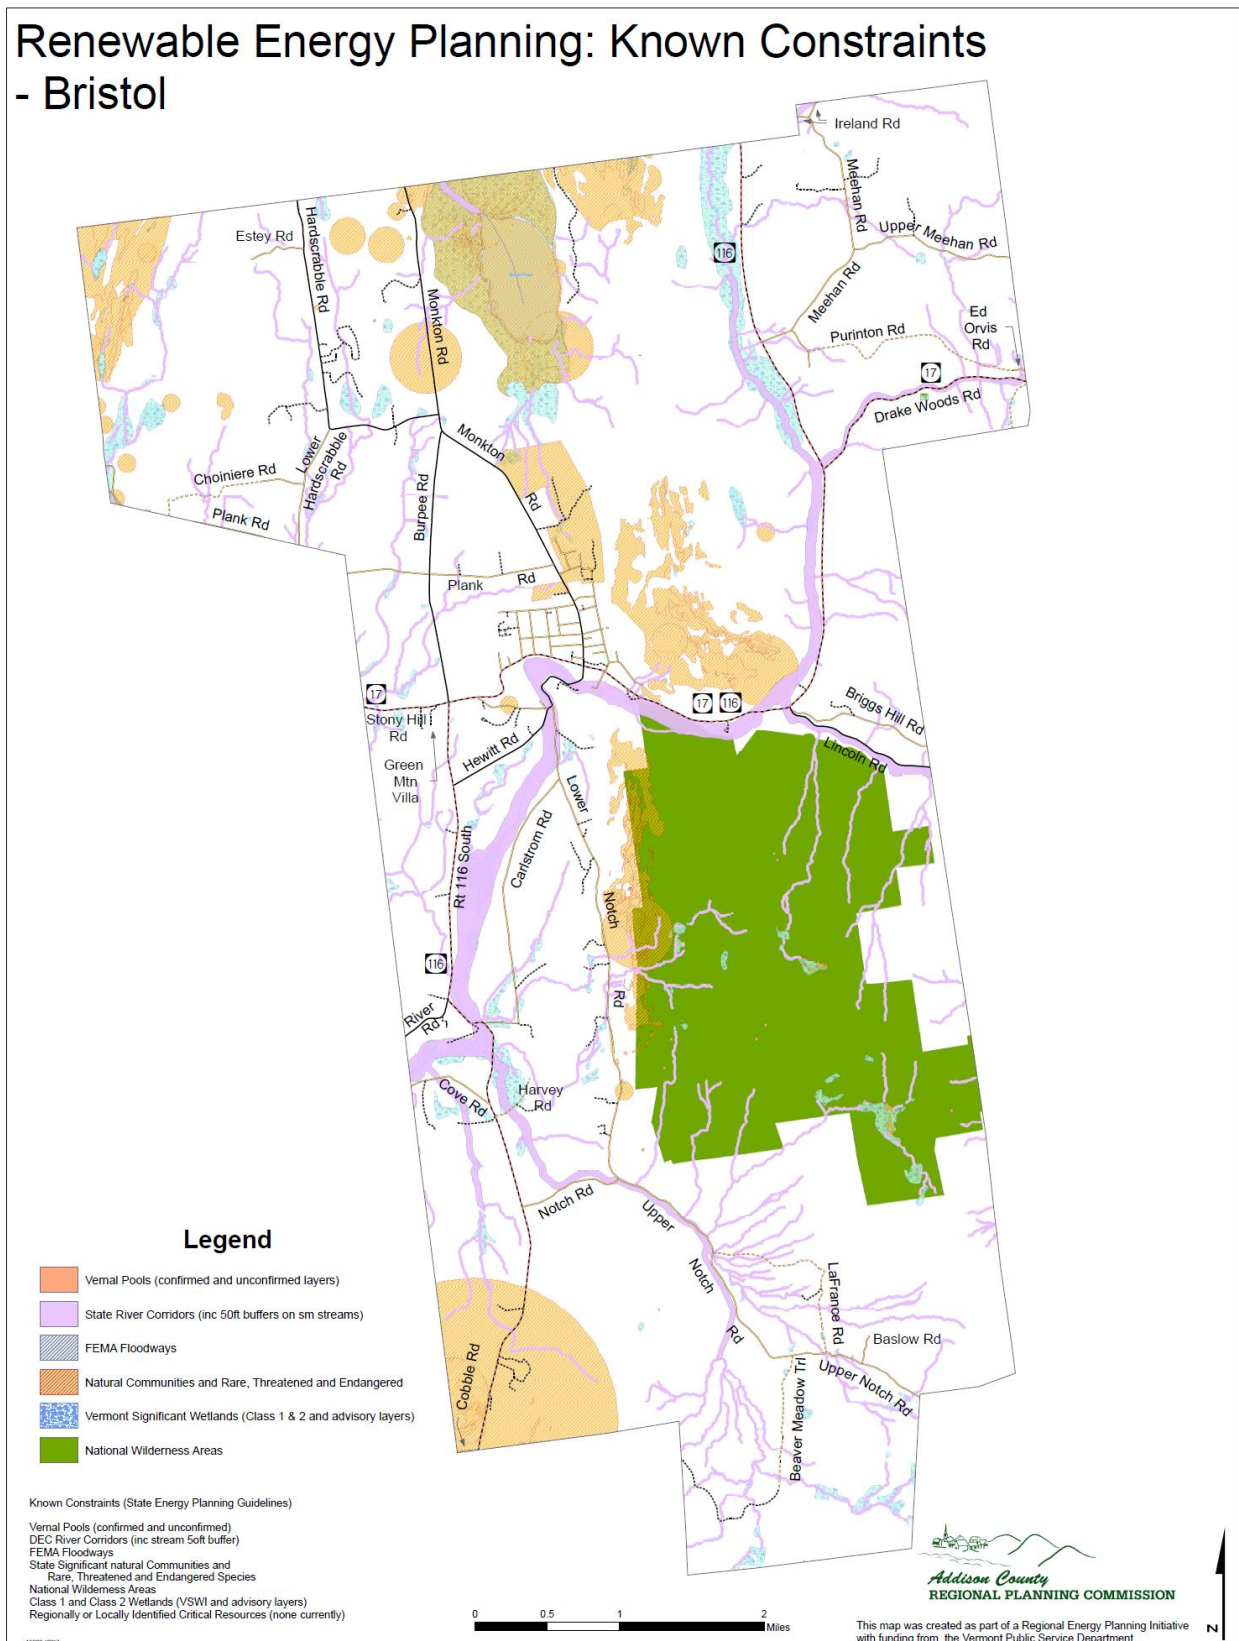 Renewable Energy Planning: Known Constraints
- Bristol
Ireland Rd
Meehan Rd
Upper Meehan Rd
Estey Rd
Hardscrabble Rd
116
Meehan Rd
Monkton Rd
Ed
Orvis
Rd
Purinton Rd
17
Drake Woods Rd
Monkton
Rd
Lower
Hardscrabble
Rd
Choiniere Rd
Burpee Rd
Plank Rd
Plank
Rd
17
Stony Hill
Rd
17
116
Briggs Hill Rd
Lincoln Rd
Hewitt Rd
Green
Mtn
Villa
Lower
Notch
Rd
Carlstrom Rd
Rt 116 South
116
River
Rd
Cove Rd
Harvey
Rd
Notch Rd
Upper
Notch
Rd
LaFrance Rd
Baslow Rd
Upper Notch Rd
Beaver Meadow Trl
Cobble Rd
Legend
Vernal Pools (confirmed and unconfirmed layers)
State River Corridors (inc 50ft buffers on sm streams)
FEMA Floodways
Natural Communities and Rare, Threatened and Endangered
Vermont Significant Wetlands (Class 1 & 2 and advisory layers)
National Wilderness Areas
Known Constraints (State Energy Planning Guidelines)
Vernal Pools (confirmed and unconfirmed)
DEC River Corridors (inc stream 5oft buffer)
FEMA Floodways
State Significant natural Communities and
Rare, Threatened and Endangered Species
National Wilderness Areas
Class 1 and Class 2 Wetlands (VSWI and advisory layers)
Regionally or Locally Identified Critical Resources (none currently)
0 0.5 1 2
Miles
Addison County
REGIONAL PLANNING COMMISSION
This map was created as part of a Regional Energy Planning Initiative
with funding from the Vermont Public Service Department
N